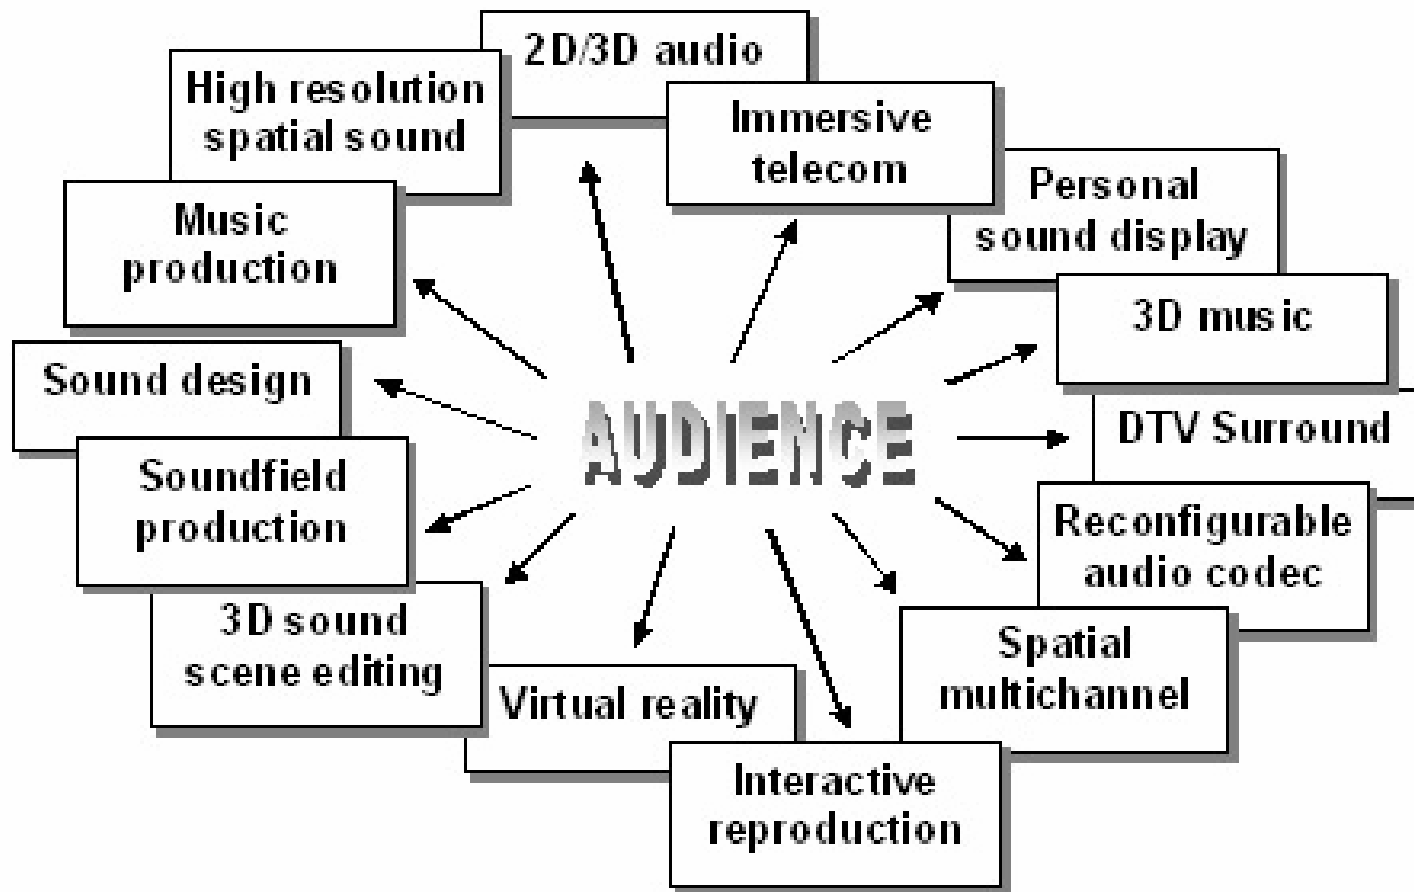 2D/3D audio
High resolution
spatial sound
Immersive
telecom
Personal
sound display
Music
production
3D music
Sound design
AUDIENCE
DTV Surround
Soundfield
production
Reconfigurable
audio codec
3D sound
scene editing
Spatial
multichannel
Virtual reality
Interactive
reproduction